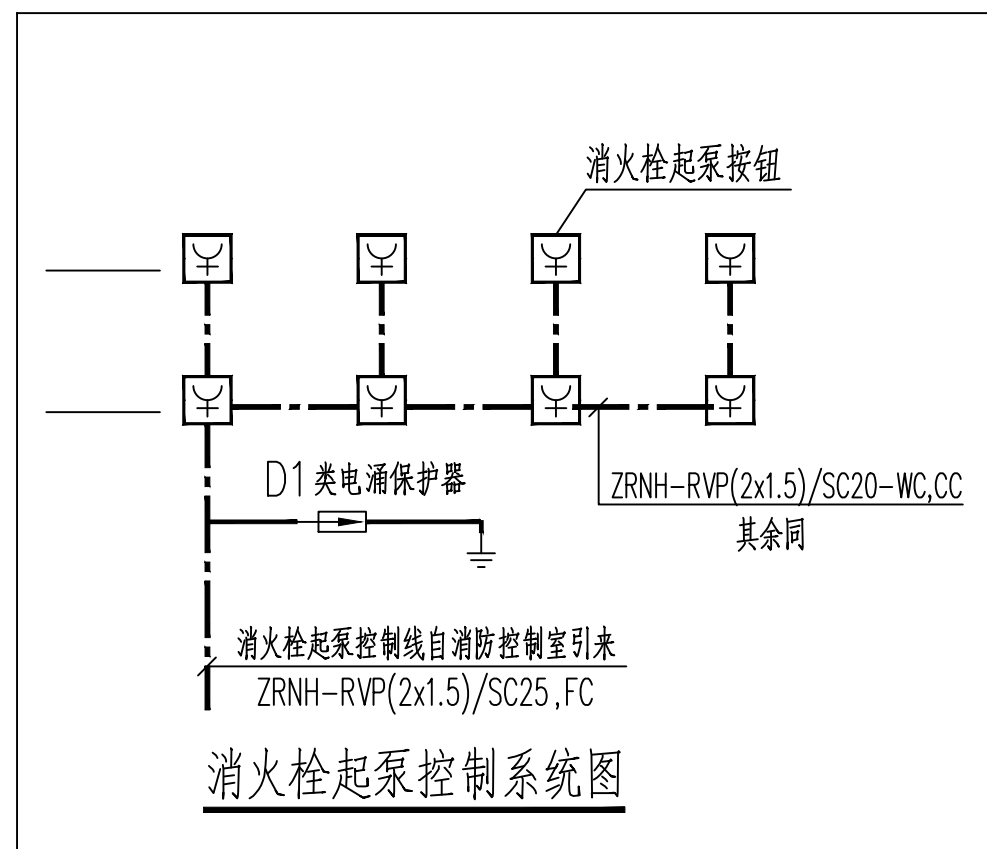 消火栓起泵按钮
D1类电涌保护器
ZRNH-RVP(2x1.5)/SC20-WC,CC
其余同
消火栓起泵控制线自消防控制室引来
ZRNH-RVP(2x1.5)/SC25,FC
消火栓起泵控制系统图